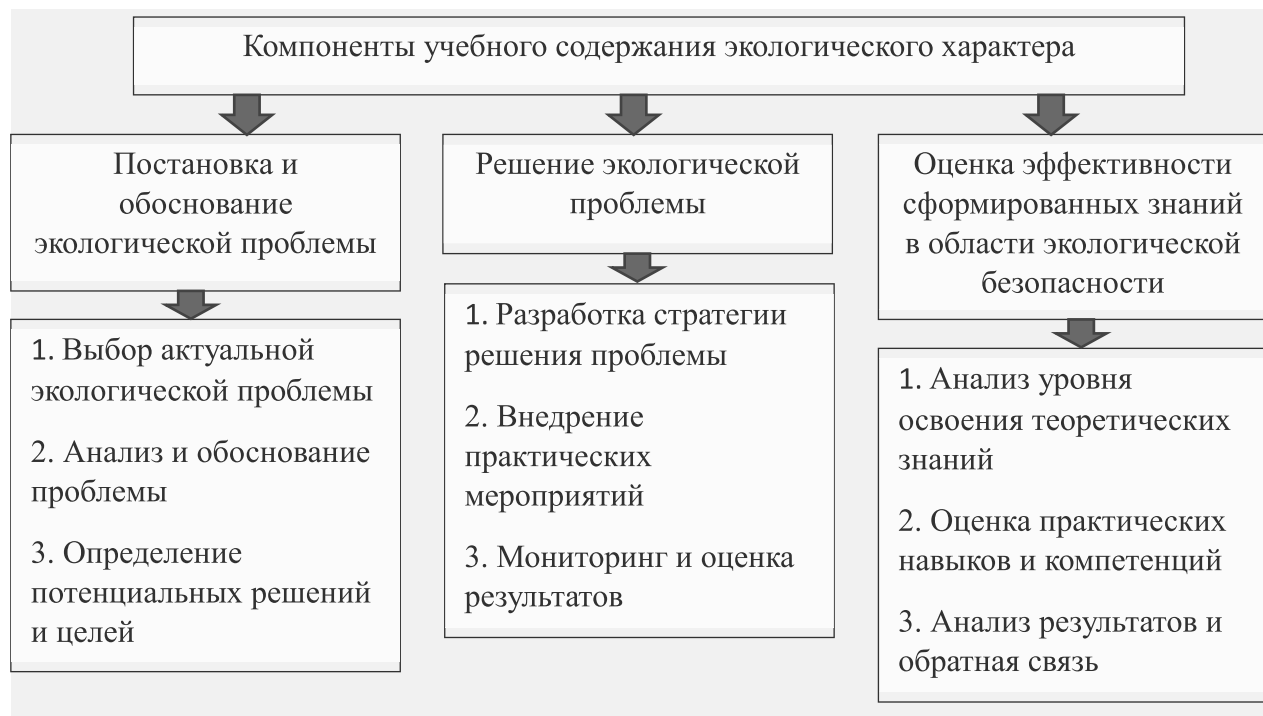 Компоненты учебного содержания экологического характера
Постановка и
обоснование
экологической проблемы
Решение экологической
проблемы
Оценка эффективности
сформированных знаний
в области экологической
безопасности
1. Выбор актуальной
экологической проблемы
2. Анализ и обоснование
проблемы
3. Определение
потенциальных решений
и целей
1. Разработка стратегии
решения проблемы
2. Внедрение
практических
мероприятий
3. Мониторинг и оценка
результатов
1. Анализ уровня
освоения теоретических
знаний
2. Оценка практических
навыков и компетенций
3. Анализ результатов и
обратная связь